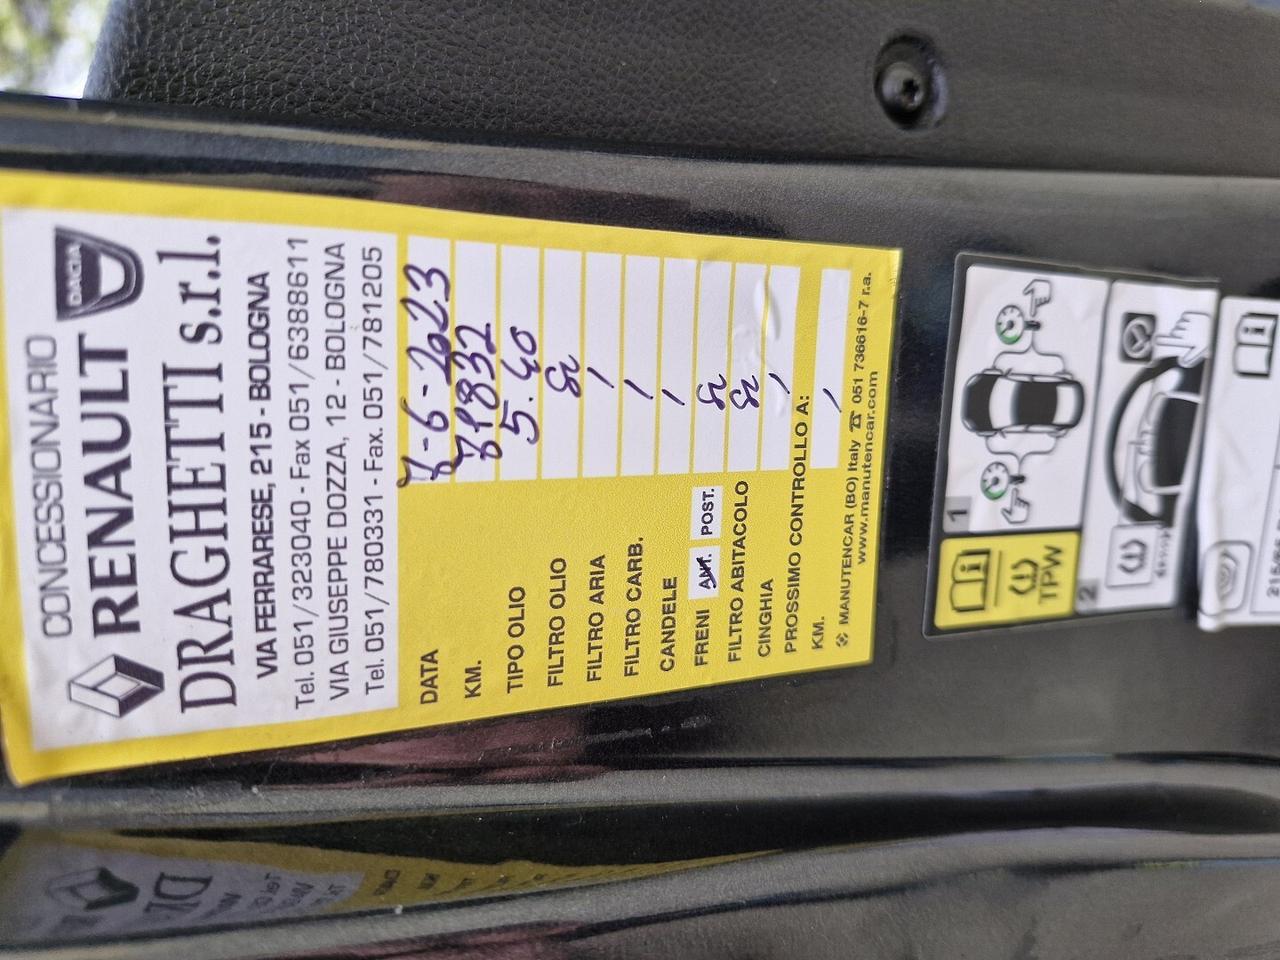 CONCESSIONARIO
RENAULT DACIA
DRAGHETTI s.r.l.
VIA FERRARESE, 215 - BOLOGNA
Tel. 051/323040 - Fax 051/6388611
VIA GIUSEPPE DOZZA, 12 - BOLOGNA
Tel. 051/780331 - Fax. 051/781205
DATA 7-6-2023
KM. 31832
TIPO OLIO 5.40
FILTRO OLIO SI
FILTRO ARIA /
FILTRO CARB. /
CANDELE /
FRENI ANT. POST. SI
FILTRO ABITACOLO SI
CINGHIA /
PROSSIMO CONTROLLO A:
KM. /
MANUTENCAR (BO) Italy ☎ 051 736616-7 r.a.
www.manutencar.com
1
TPW
2